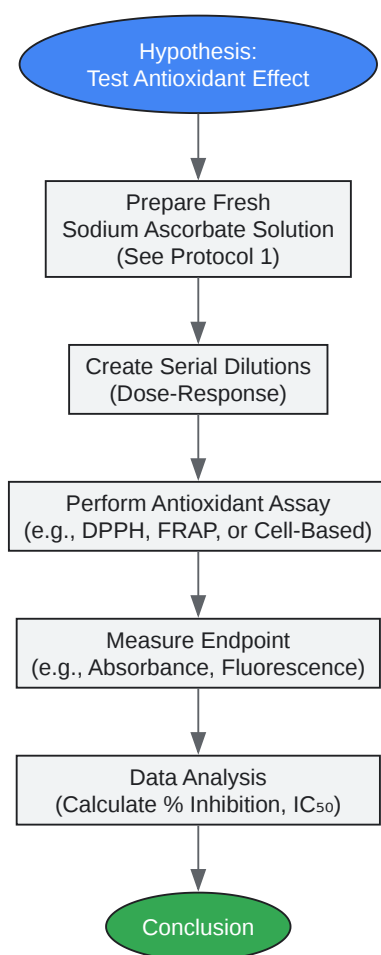 Hypothesis:
Test Antioxidant Effect
Prepare Fresh
Sodium Ascorbate Solution
(See Protocol 1)
Create Serial Dilutions
(Dose-Response)
Perform Antioxidant Assay
(e.g., DPPH, FRAP, or Cell-Based)
Measure Endpoint
(e.g., Absorbance, Fluorescence)
Data Analysis
(Calculate % Inhibition, IC₅₀)
Conclusion